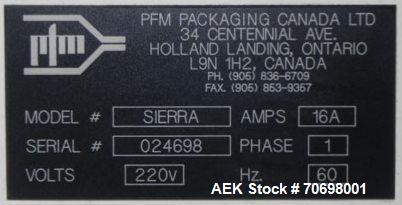 pfm
PFM PACKAGING CANADA LTD
34 CENTENNIAL AVE.
HOLLAND LANDING, ONTARIO
L9N 1H2, CANADA
PH. (905) 836-6709
FAX. (905) 853-9357
MODEL # SIERRA AMPS 16A
SERIAL # 024698 PHASE 1
VOLTS 220v Hz. 60
AEK Stock # 70698001